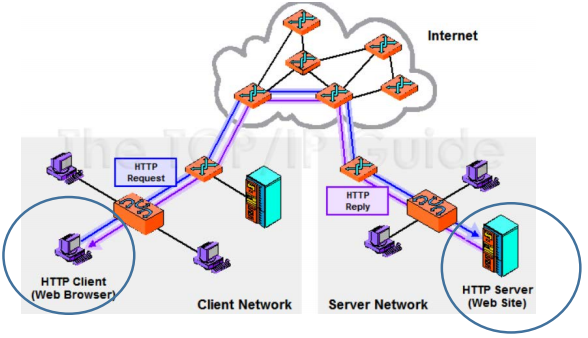 Internet
The TCP/IP Guide
HTTP
Request
HTTP
Reply
HTTP Client
(Web Browser)
Client Network
Server Network
HTTP Server
(Web Site)